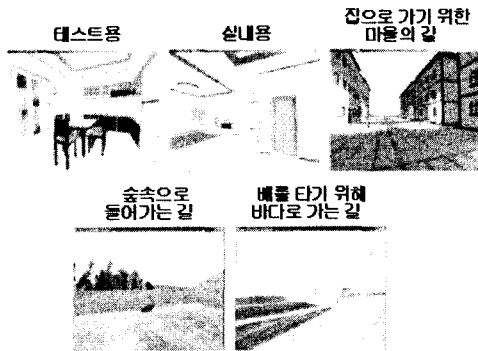 테스트용
실내용
집으로 가기 위한
마을의 길
숲속으로
들어가는 길
배를 타기 위해
바다로 가는 길